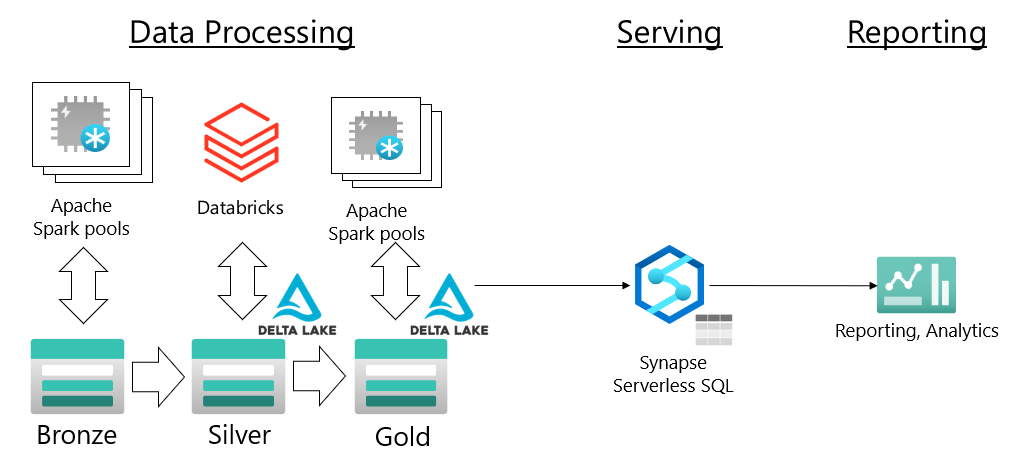 Data Processing
Serving
Reporting
Apache
Spark pools
Databricks
Apache
Spark pools
DELTA LAKE
DELTA LAKE
Synapse
Serverless SQL
Reporting, Analytics
Bronze
Silver
Gold